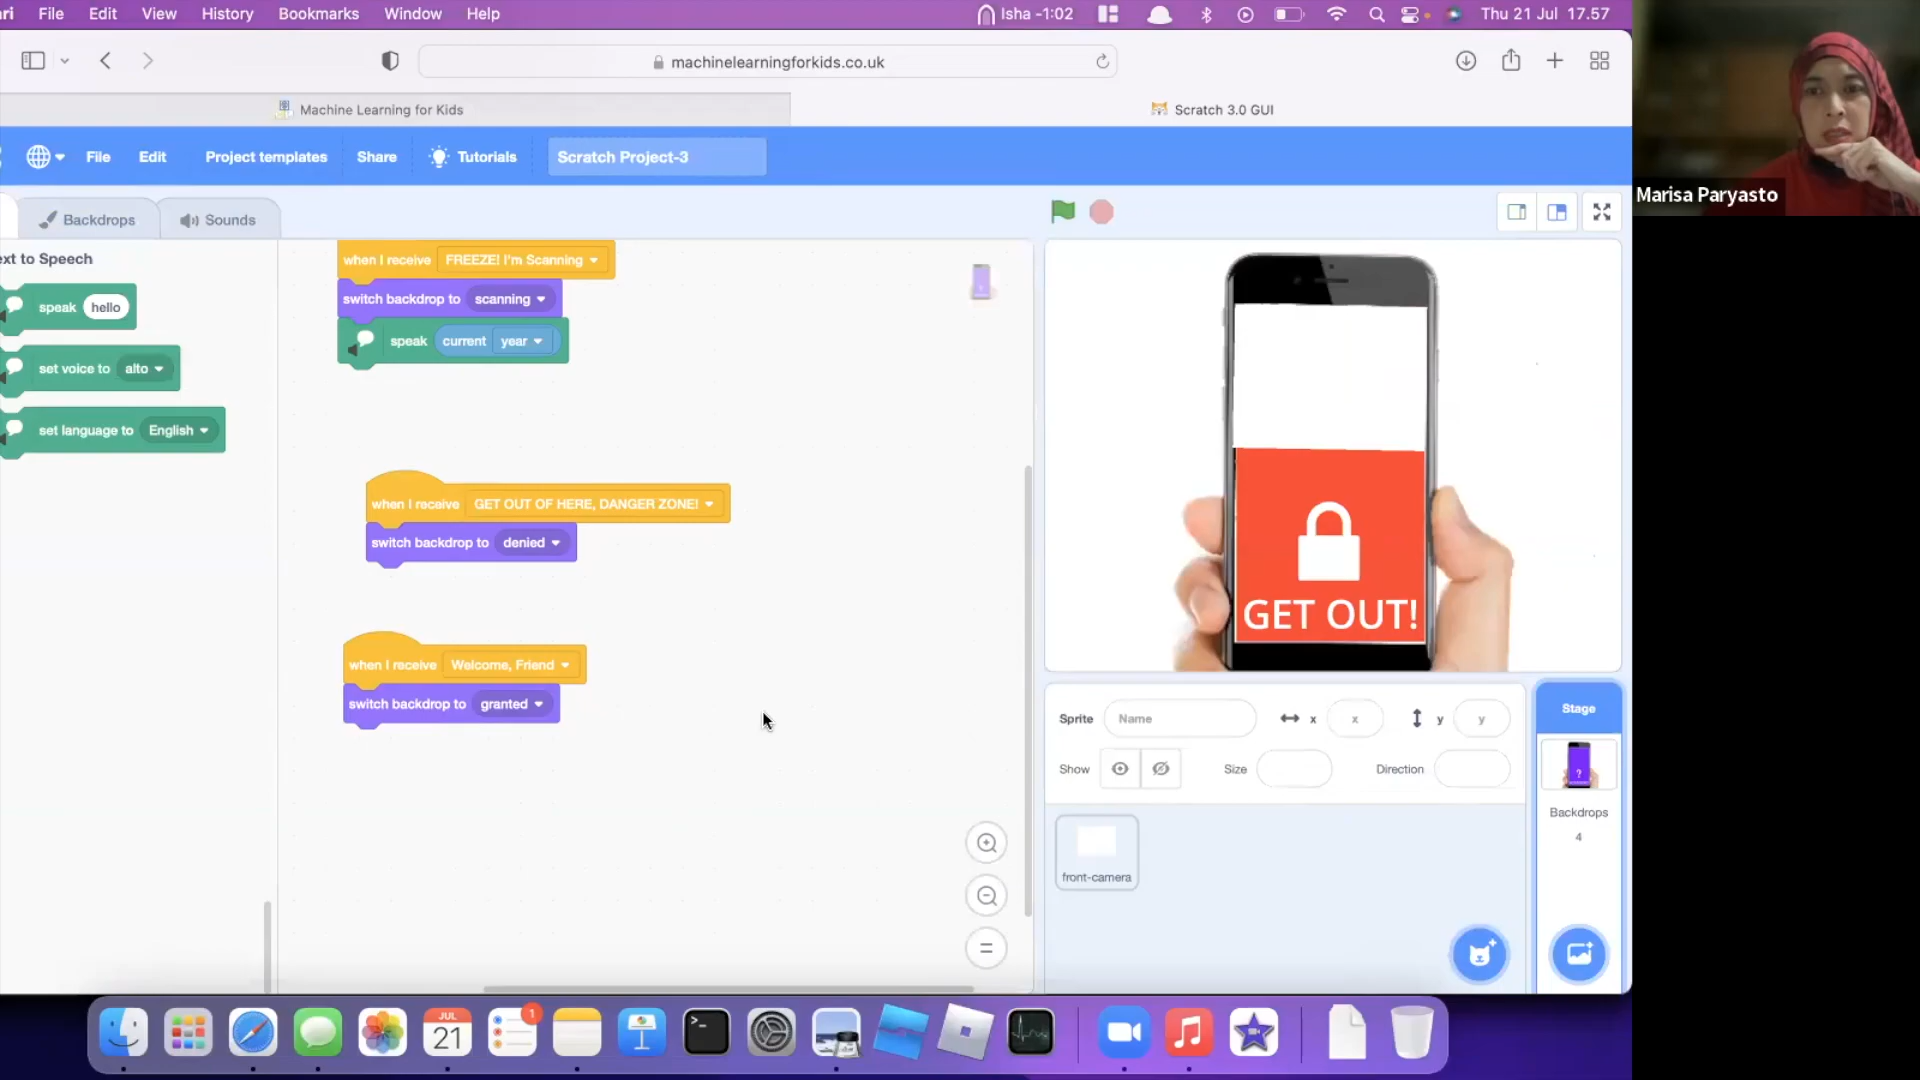 ri File Edit View History Bookmarks Window Help Isha -1:02 Thu 21 Jul 17.57
machinelearningforkids.co.uk
Machine Learning for Kids Scratch 3.0 GUI
File Edit Project templates Share Tutorials Scratch Project-3
Marisa Paryasto
Backdrops Sounds
ext to Speech
speak hello
set voice to alto
set language to English
when I receive FREEZE! I'm Scanning
switch backdrop to scanning
speak current year
when I receive GET OUT OF HERE, DANGER ZONE!
switch backdrop to denied
when I receive Welcome, Friend
switch backdrop to granted
GET OUT!
Sprite Name x x y y
Show Size Direction
front-camera
Stage
?
Backdrops
4
JUL
21
1